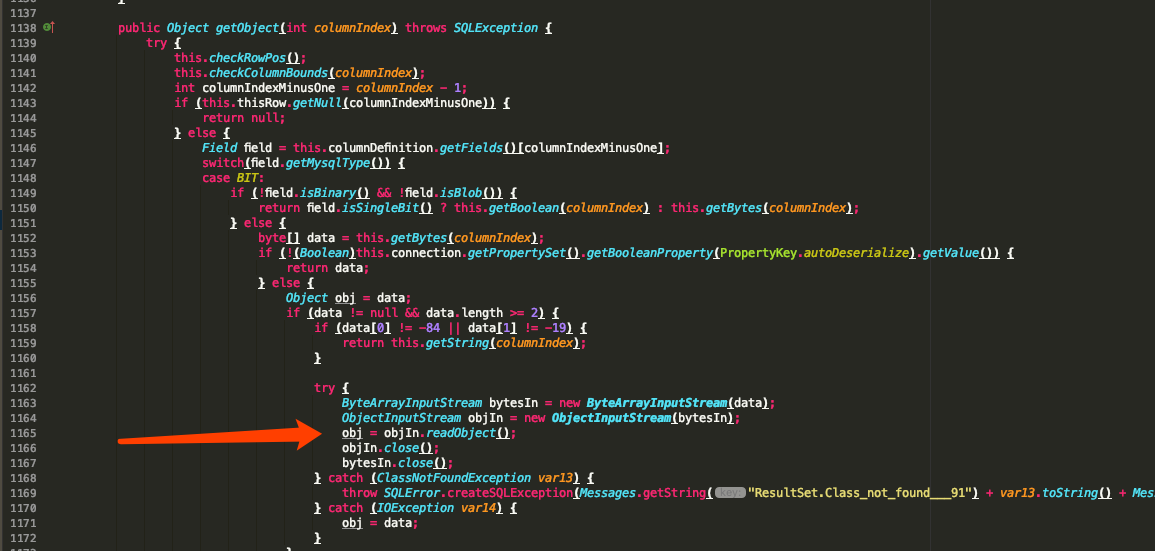 1137
1138 public Object getObject(int columnIndex) throws SQLException {
1139 try {
1140 this.checkRowPos();
1141 this.checkColumnBounds(columnIndex);
1142 int columnIndexMinusOne = columnIndex - 1;
1143 if (this.thisRow.getNull(columnIndexMinusOne)) {
1144 return null;
1145 } else {
1146 Field field = this.columnDefinition.getFields()[columnIndexMinusOne];
1147 switch(field.getMysqlType()) {
1148 case BIT:
1149 if (!field.isBinary() && !field.isBlob()) {
1150 return field.isSingleBit() ? this.getBoolean(columnIndex) : this.getBytes(columnIndex);
1151 } else {
1152 byte[] data = this.getBytes(columnIndex);
1153 if (!(Boolean)this.connection.getPropertySet().getBooleanProperty(PropertyKey.autoDeserialize).getValue()) {
1154 return data;
1155 } else {
1156 Object obj = data;
1157 if (data != null && data.length >= 2) {
1158 if (data[0] != -84 || data[1] != -19) {
1159 return this.getString(columnIndex);
1160 }
1161
1162 try {
1163 ByteArrayInputStream bytesIn = new ByteArrayInputStream(data);
1164 ObjectInputStream objIn = new ObjectInputStream(bytesIn);
1165 obj = objIn.readObject();
1166 objIn.close();
1167 bytesIn.close();
1168 } catch (ClassNotFoundException var13) {
1169 throw SQLError.createSQLException(Messages.getString( key: "ResultSet.Class_not_found___91") + var13.toString() + Mes
1170 } catch (IOException var14) {
1171 obj = data;
1172 }